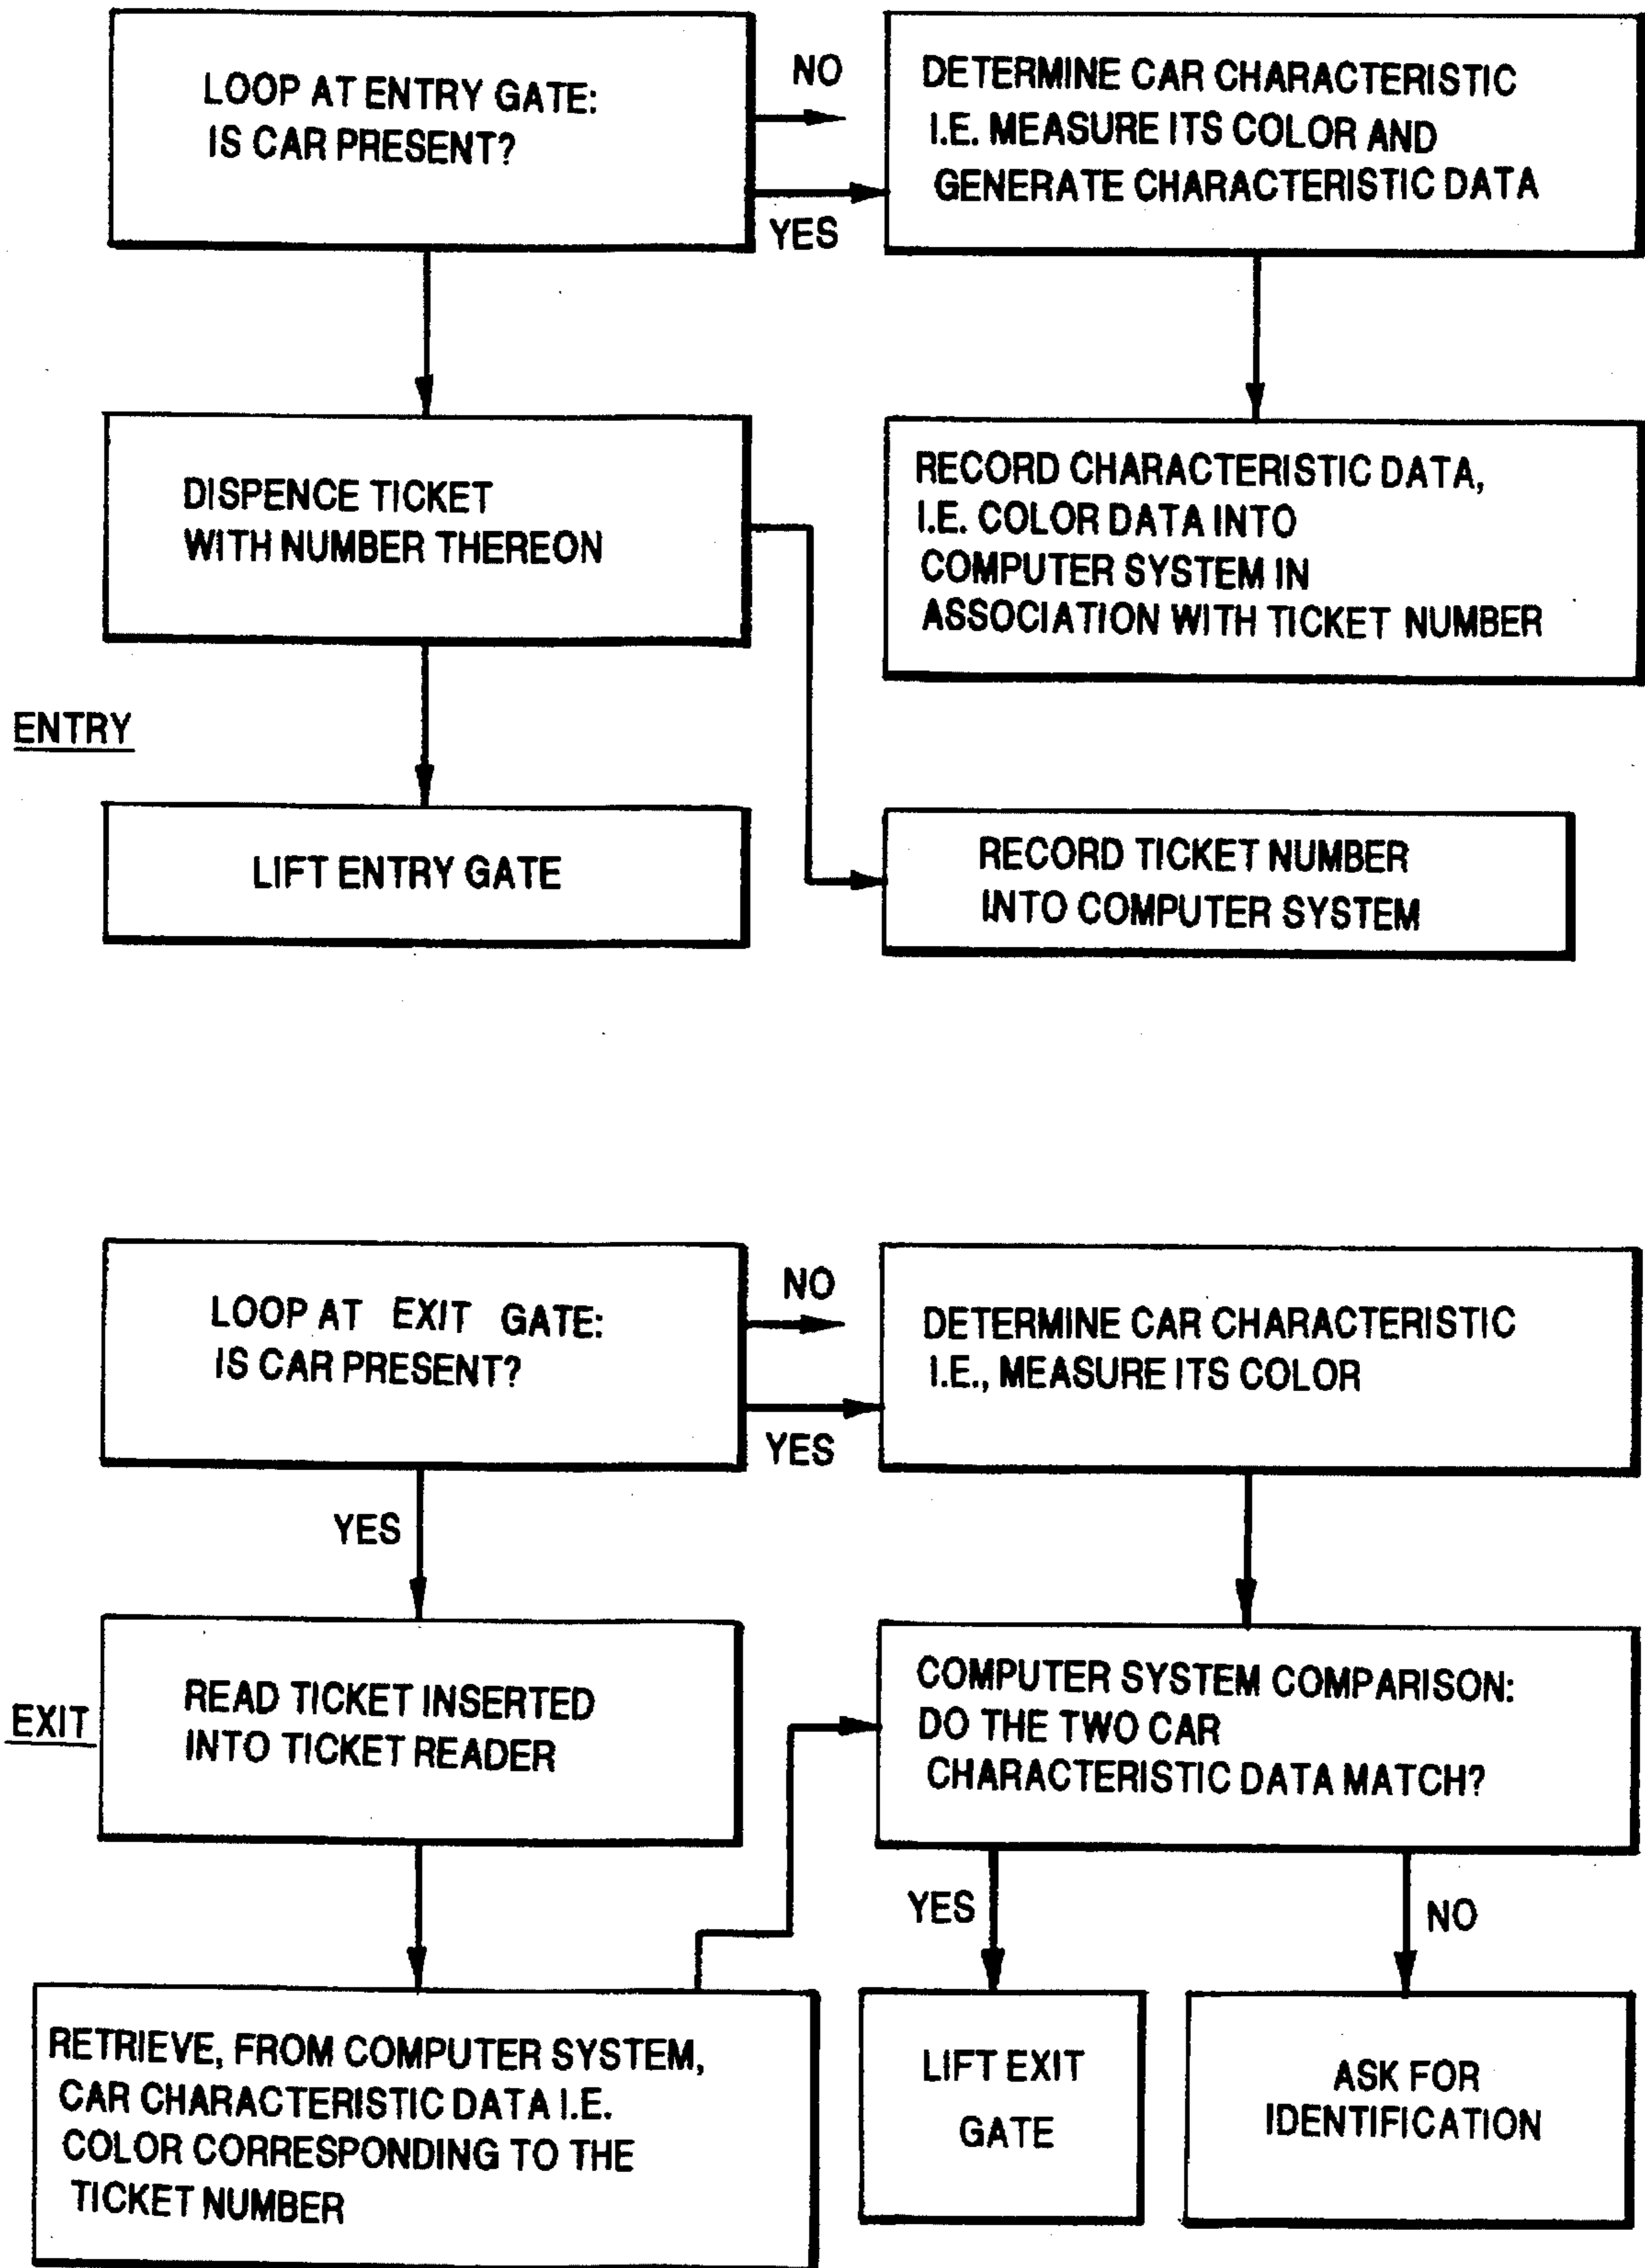 LOOP AT ENTRY GATE:
IS CAR PRESENT?
NO
YES
DETERMINE CAR CHARACTERISTIC
I.E. MEASURE ITS COLOR AND
GENERATE CHARACTERISTIC DATA
DISPENCE TICKET
WITH NUMBER THEREON
RECORD CHARACTERISTIC DATA,
I.E. COLOR DATA INTO
COMPUTER SYSTEM IN
ASSOCIATION WITH TICKET NUMBER
ENTRY
LIFT ENTRY GATE
RECORD TICKET NUMBER
INTO COMPUTER SYSTEM
LOOP AT EXIT GATE:
IS CAR PRESENT?
NO
YES
DETERMINE CAR CHARACTERISTIC
I.E., MEASURE ITS COLOR
YES
EXIT
READ TICKET INSERTED
INTO TICKET READER
COMPUTER SYSTEM COMPARISON:
DO THE TWO CAR
CHARACTERISTIC DATA MATCH?
YES
NO
RETRIEVE, FROM COMPUTER SYSTEM,
CAR CHARACTERISTIC DATA I.E.
COLOR CORRESPONDING TO THE
TICKET NUMBER
LIFT EXIT
GATE
ASK FOR
IDENTIFICATION